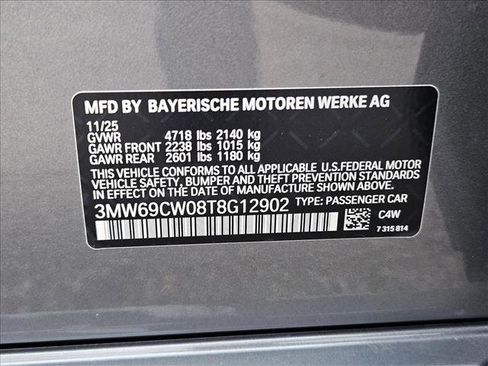 MFD BY BAYERISCHE MOTOREN WERKE AG
11/25
GVWR 4718 lbs 2140 kg
GAWR FRONT 2238 lbs 1015 kg
GAWR REAR 2601 lbs 1180 kg
THIS VEHICLE CONFORMS TO ALL APPLICABLE U.S.FEDERAL MOTOR
VEHICLE SAFETY, BUMPER, AND THEFT PREVENTION STANDARDS
IN EFFECT ON THE DATE OF MANUFACTURE SHOWN ABOVE.
3MW69CW08T8G12902 TYPE: PASSENGER CAR
C4W
7 315 814